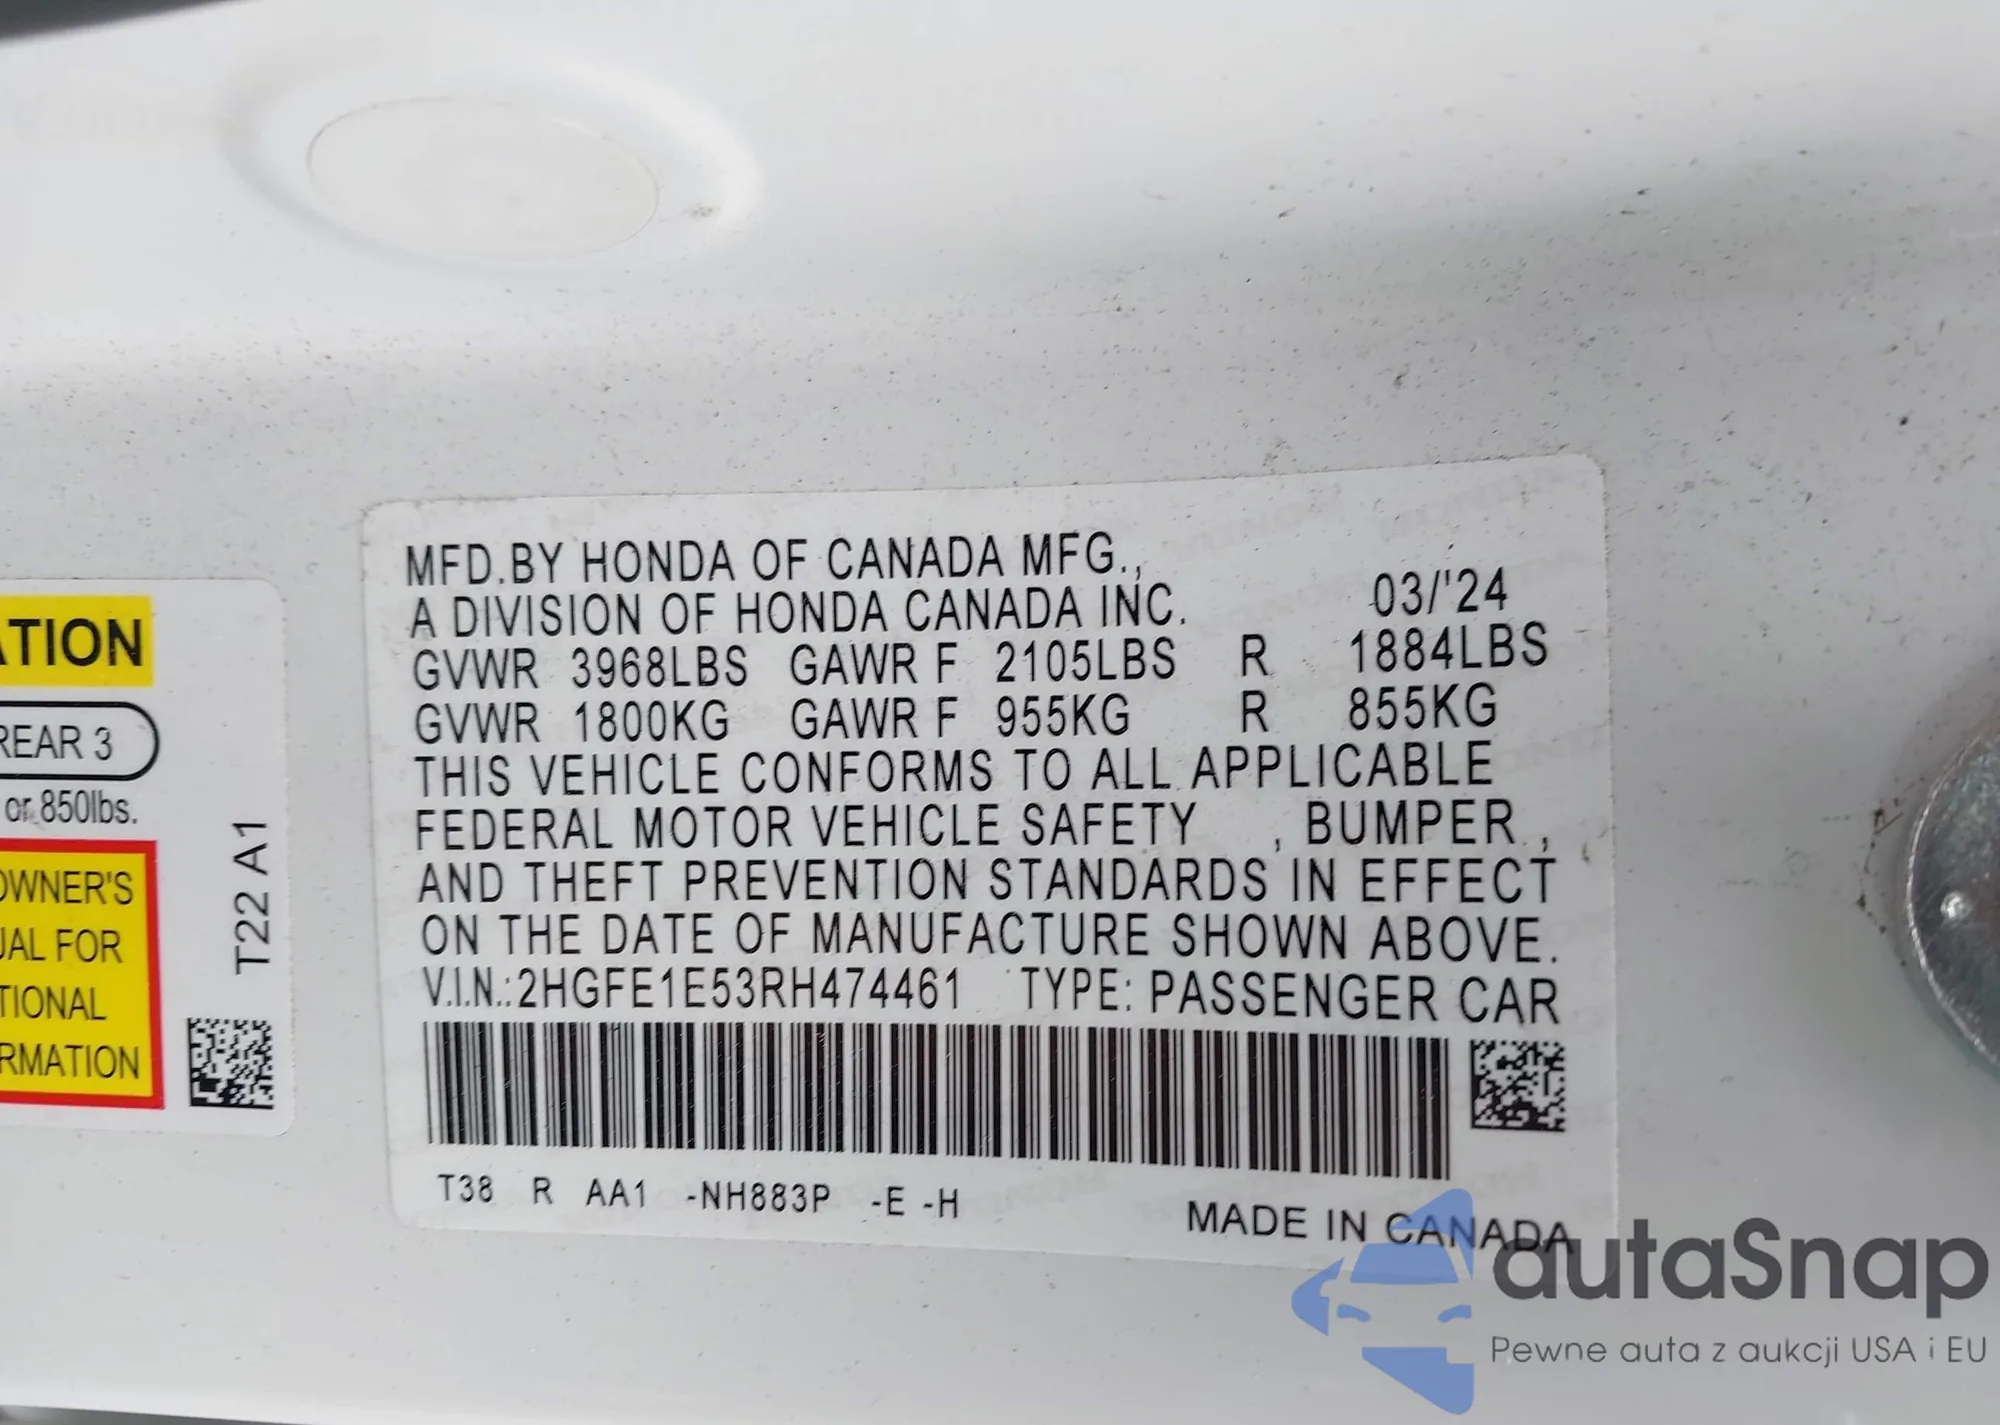 MFD.BY HONDA OF CANADA MFG.,
A DIVISION OF HONDA CANADA INC. 03/'24
GVWR 3968LBS GAWR F 2105LBS R 1884LBS
GVWR 1800KG GAWR F 955KG R 855KG
THIS VEHICLE CONFORMS TO ALL APPLICABLE
FEDERAL MOTOR VEHICLE SAFETY , BUMPER ,
AND THEFT PREVENTION STANDARDS IN EFFECT
ON THE DATE OF MANUFACTURE SHOWN ABOVE.
V.I.N.:2HGFE1E53RH474461 TYPE: PASSENGER CAR
T38 R AA1 -NH883P -E -H
MADE IN CANADA
ATION
REAR 3
or 850lbs.
OWNER'S
UAL FOR
TIONAL
RMATION
T22 A1
autaSnap
Pewne auta z aukcji USA i EU